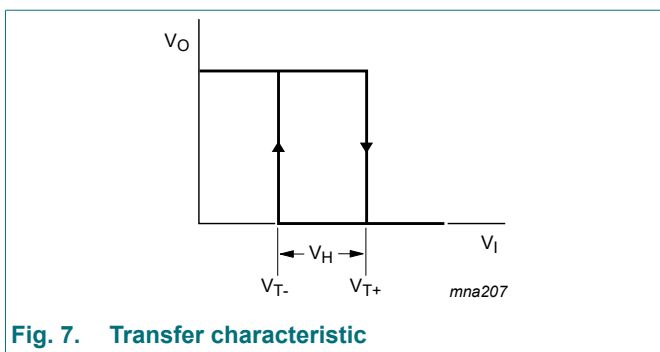 VO
VH
VI
VT-
VT+
mna207
Fig. 7. Transfer characteristic